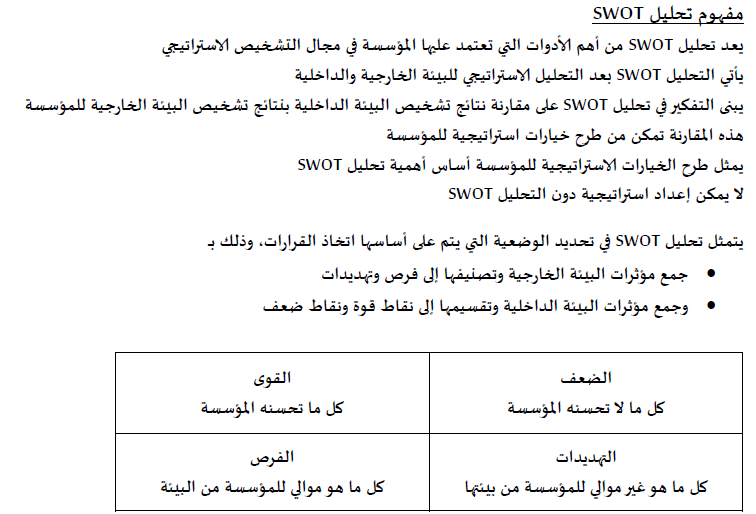 مفهوم تحليل SWOT
يعد تحليل SWOT من أهم الأدوات التي تعتمد عليها المؤسسة في مجال التشخيص الاستراتيجي
يأتي التحليل SWOT بعد التحليل الاستراتيجي للبيئة الخارجية والداخلية
يبنى التفكير في تحليل SWOT على مقارنة نتائج تشخيص البيئة الداخلية بنتائج تشخيص البيئة الخارجية للمؤسسة
هذه المقارنة تمكن من طرح خيارات استراتيجية للمؤسسة
يمثل طرح الخيارات الاستراتيجية للمؤسسة أساس أهمية تحليل SWOT
لا يمكن إعداد استراتيجية دون التحليل SWOT
يتمثل تحليل SWOT في تحديد الوضعية التي يتم على أساسها اتخاذ القرارات، وذلك بـ
• جمع مؤثرات البيئة الخارجية وتصنيفها إلى فرص وتهديدات
• وجمع مؤثرات البيئة الداخلية وتقسيمها إلى نقاط قوة ونقاط ضعف
الضعف
كل ما لا تحسنه المؤسسة
القوى
كل ما تحسنه المؤسسة
التهديدات
كل ما هو غير موالي للمؤسسة من بيئتها
الفرص
كل ما هو موالي للمؤسسة من البيئة